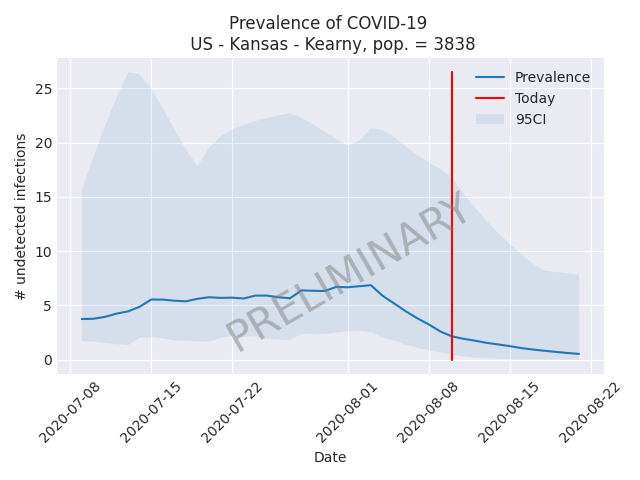 Prevalence of COVID-19
US - Kansas - Kearny, pop. = 3838
Prevalence
Today
95CI
PRELIMINARY
# undetected infections
25
20
15
10
5
0
2020-07-08
2020-07-15
2020-07-22
2020-08-01
2020-08-08
2020-08-15
2020-08-22
Date